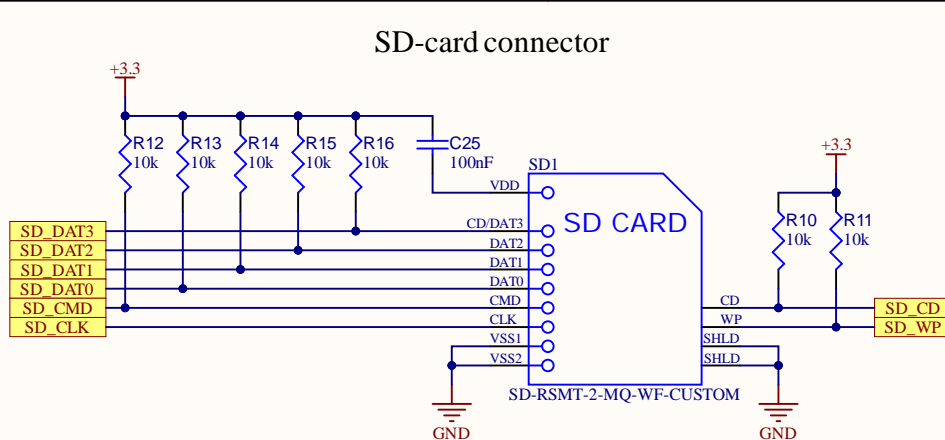 SD-card connector
+3.3
R12
10k
R13
10k
R14
10k
R15
10k
R16
10k
C25
100nF
+3.3
R10
10k
R11
10k
SD1
SD CARD
VDD
SD_DAT3
CD/DAT3
SD_DAT2
DAT2
SD_DAT1
DAT1
SD_DAT0
DAT0
SD_CMD
CMD
CD
SD_CD
SD_CLK
CLK
WP
SD_WP
VSS1
SHLD
VSS2
SHLD
SD-RSMT-2-MQ-WF-CUSTOM
GND
GND